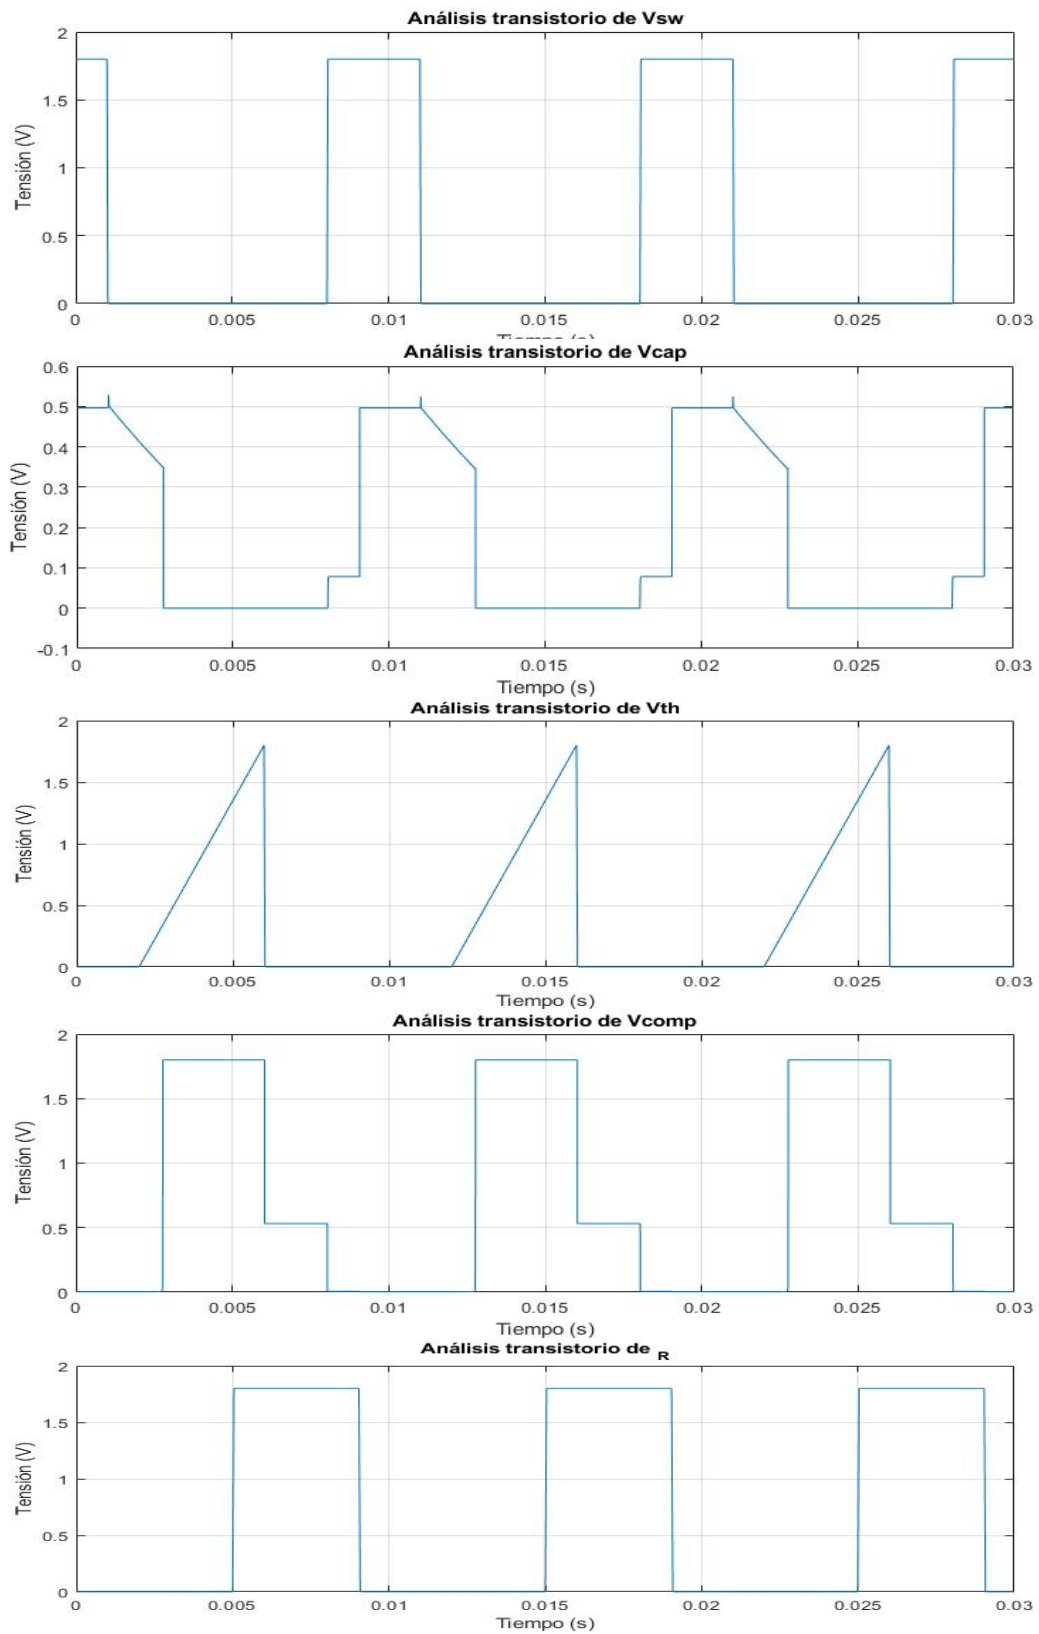 Análisis transistorio de Vsw
2
1.5
1
0.5
0
Tensión (V)
0 0.005 0.01 0.015 0.02 0.025 0.03
Análisis transistorio de Vcap
0.6
0.5
0.4
0.3
0.2
0.1
0
-0.1
Tensión (V)
0 0.005 0.01 0.015 0.02 0.025 0.03
Tiempo (s)
Análisis transistorio de Vth
2
1.5
1
0.5
0
Tensión (V)
0 0.005 0.01 0.015 0.02 0.025 0.03
Tiempo (s)
Análisis transistorio de Vcomp
2
1.5
1
0.5
0
Tensión (V)
0 0.005 0.01 0.015 0.02 0.025 0.03
Tiempo (s)
Análisis transistorio de R
2
1.5
1
0.5
0
Tensión (V)
0 0.005 0.01 0.015 0.02 0.025 0.03
Tiempo (s)